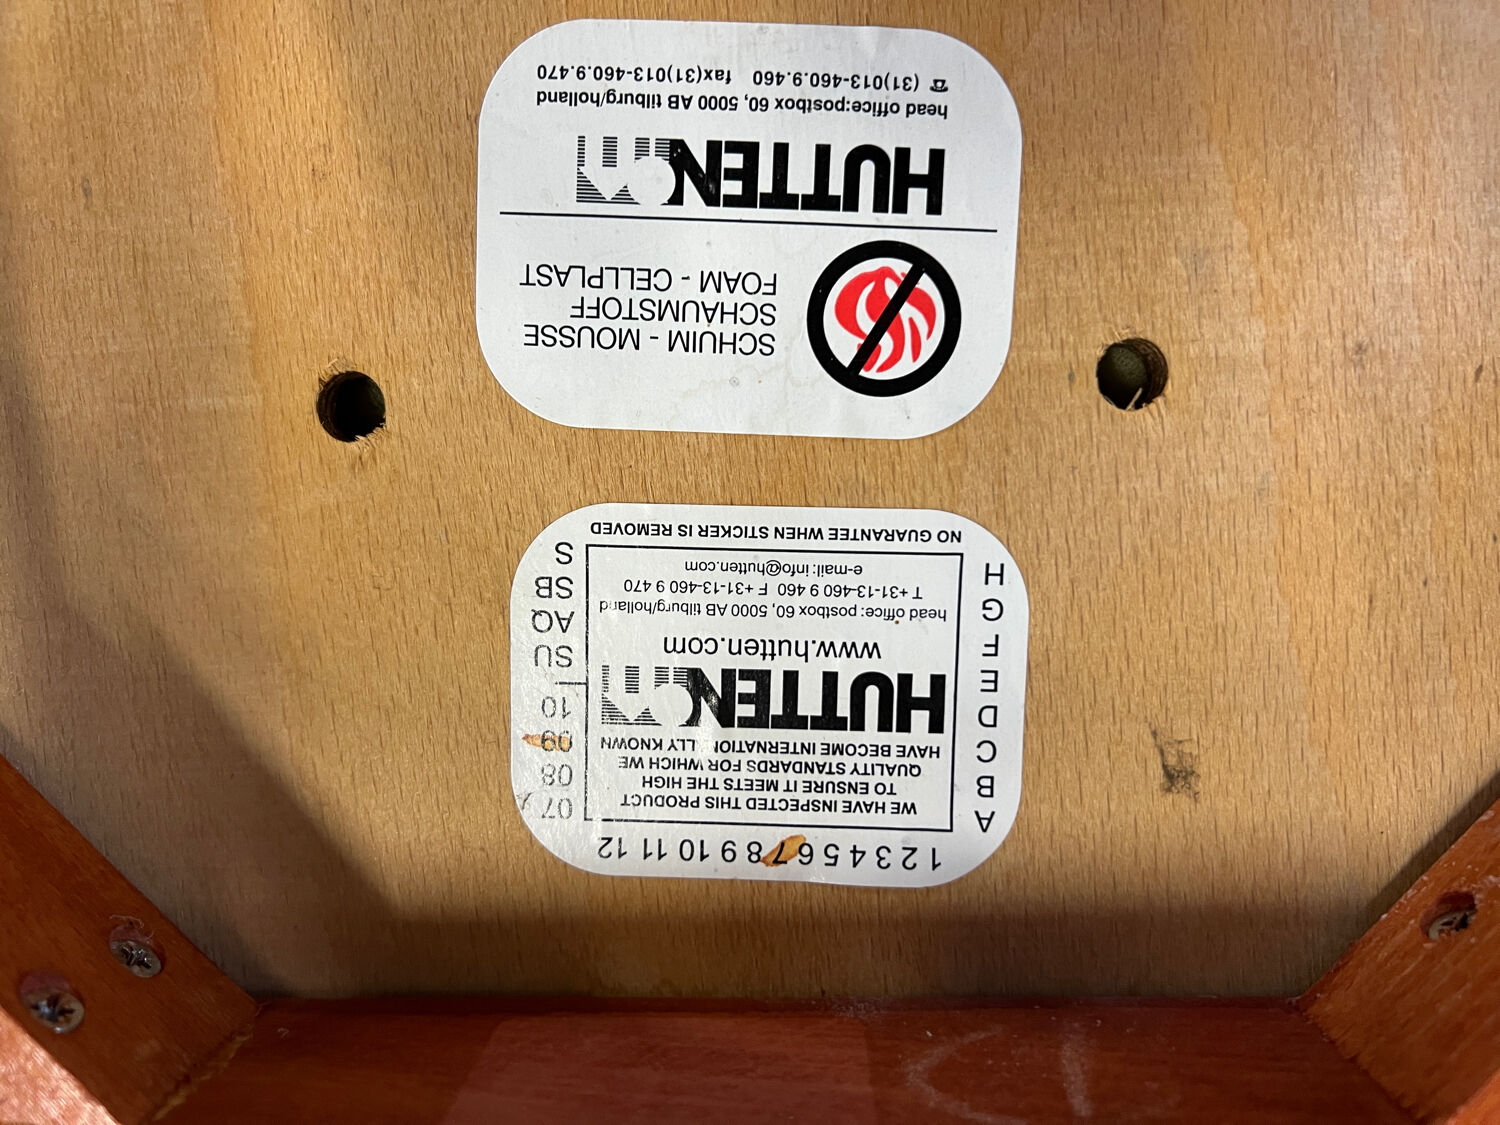 1 2 3 4 5 6 7 8 9 10 11 12
A
B
C
D
E
F
G
H
WE HAVE INSPECTED THIS PRODUCT
TO ENSURE IT MEETS THE HIGH
QUALITY STANDARDS FOR WHICH WE
HAVE BECOME INTERNATIONALLY KNOWN
HUTTEN
www.hutten.com
head office: postbox 60, 5000 AB tilburg/holland
T +31-13-460 9 460 F +31-13-460 9 470
e-mail: info@hutten.com
07
08
09
10
SU
AQ
SB
S
NO GUARANTEE WHEN STICKER IS REMOVED
SCHUIM - MOUSSE
SCHAUMSTOFF
FOAM - CELLPLAST
HUTTEN
head office:postbox 60, 5000 AB tilburg/holland
☎ (31)013-460.9.460 fax(31)013-460.9.470